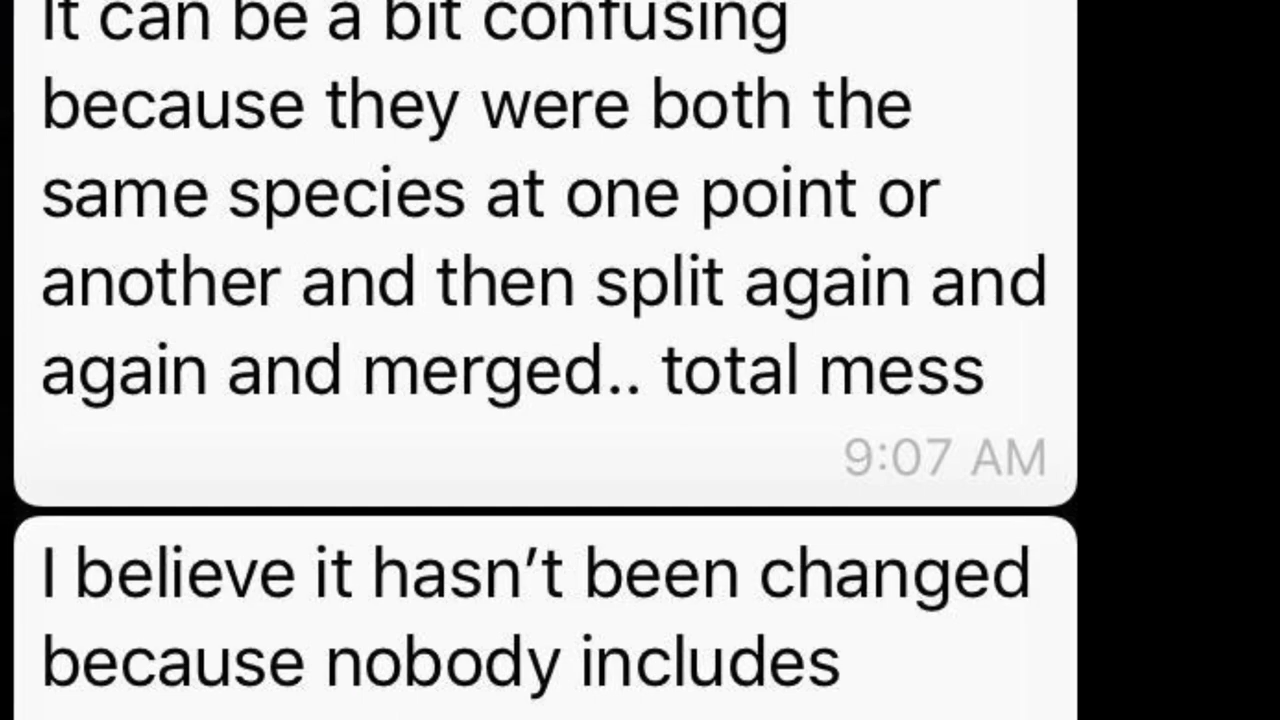 It can be a bit confusing
because they were both the
same species at one point or
another and then split again and
again and merged.. total mess
9:07 AM
I believe it hasn’t been changed
because nobody includes